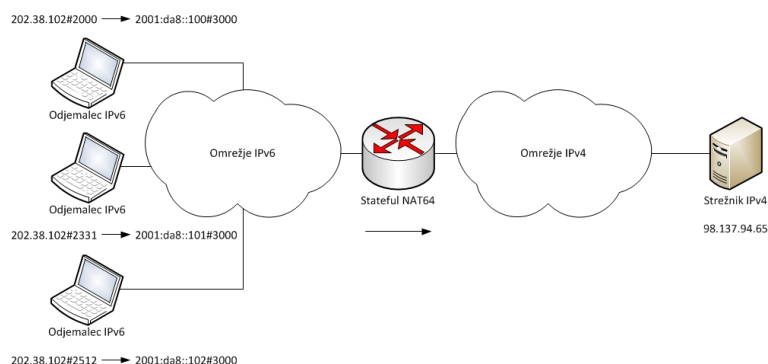 202.38.102#2000 → 2001:da8::100#3000
Odjemalec IPv6
Omrežje IPv6
Omrežje IPv4
Odjemalec IPv6
Stateful NAT64
Strežnik IPv4
98.137.94.65
202.38.102#2331 → 2001:da8::101#3000
Odjemalec IPv6
202.38.102#2512 → 2001:da8::102#3000